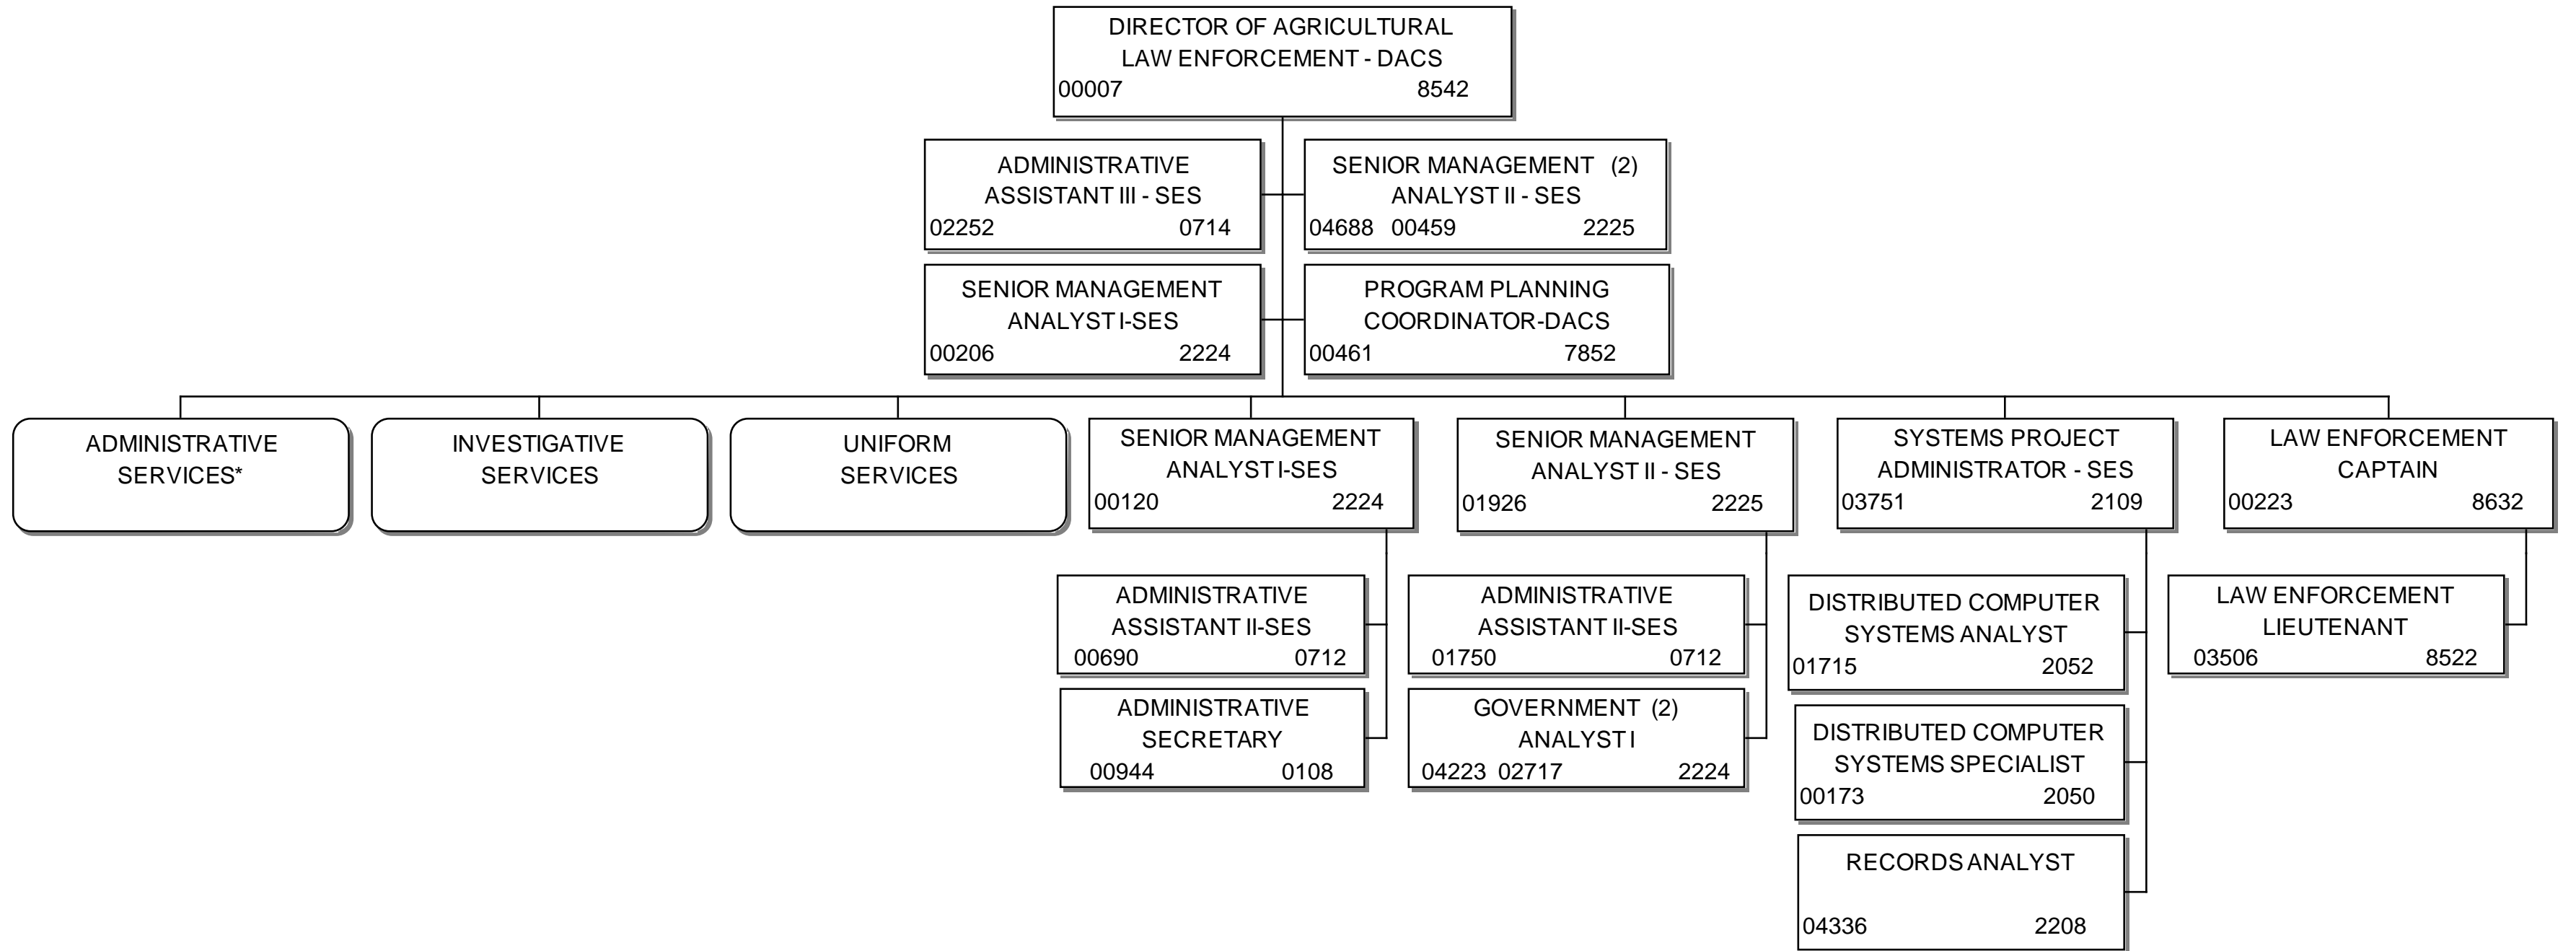 DIRECTOR OF AGRICULTURAL
LAW ENFORCEMENT - DACS
00007 8542
ADMINISTRATIVE
ASSISTANT III - SES
02252 0714
SENIOR MANAGEMENT (2)
ANALYST II - SES
04688 00459 2225
SENIOR MANAGEMENT
ANALYST I-SES
00206 2224
PROGRAM PLANNING
COORDINATOR-DACS
00461 7852
ADMINISTRATIVE
SERVICES*
INVESTIGATIVE
SERVICES
UNIFORM
SERVICES
SENIOR MANAGEMENT
ANALYST I-SES
00120 2224
SENIOR MANAGEMENT
ANALYST II - SES
01926 2225
SYSTEMS PROJECT
ADMINISTRATOR - SES
03751 2109
LAW ENFORCEMENT
CAPTAIN
00223 8632
ADMINISTRATIVE
ASSISTANT II-SES
00690 0712
ADMINISTRATIVE
SECRETARY
00944 0108
ADMINISTRATIVE
ASSISTANT II-SES
01750 0712
GOVERNMENT (2)
ANALYST I
04223 02717 2224
DISTRIBUTED COMPUTER
SYSTEMS ANALYST
01715 2052
DISTRIBUTED COMPUTER
SYSTEMS SPECIALIST
00173 2050
RECORDS ANALYST
04336 2208
LAW ENFORCEMENT
LIEUTENANT
03506 8522